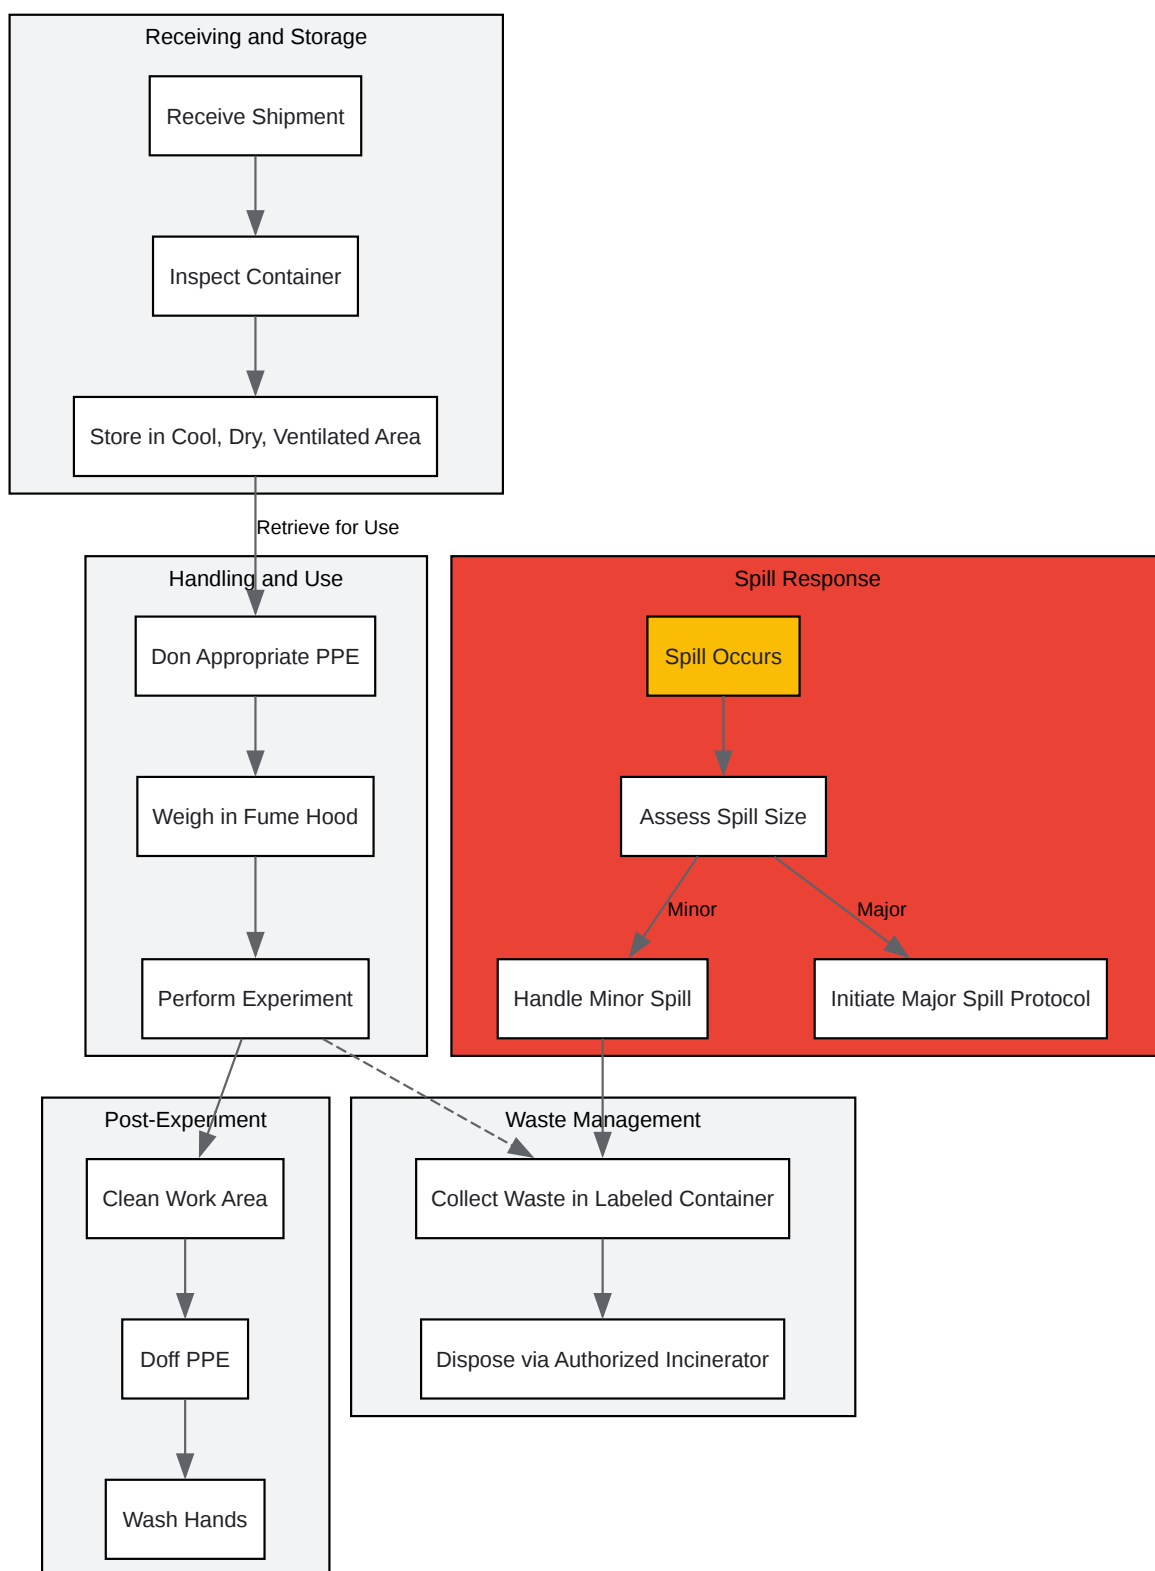 Receiving and Storage
Receive Shipment
Inspect Container
Store in Cool, Dry, Ventilated Area
Retrieve for Use
Handling and Use
Don Appropriate PPE
Weigh in Fume Hood
Perform Experiment
Spill Response
Spill Occurs
Assess Spill Size
Minor
Major
Handle Minor Spill
Initiate Major Spill Protocol
Post-Experiment
Clean Work Area
Doff PPE
Wash Hands
Waste Management
Collect Waste in Labeled Container
Dispose via Authorized Incinerator